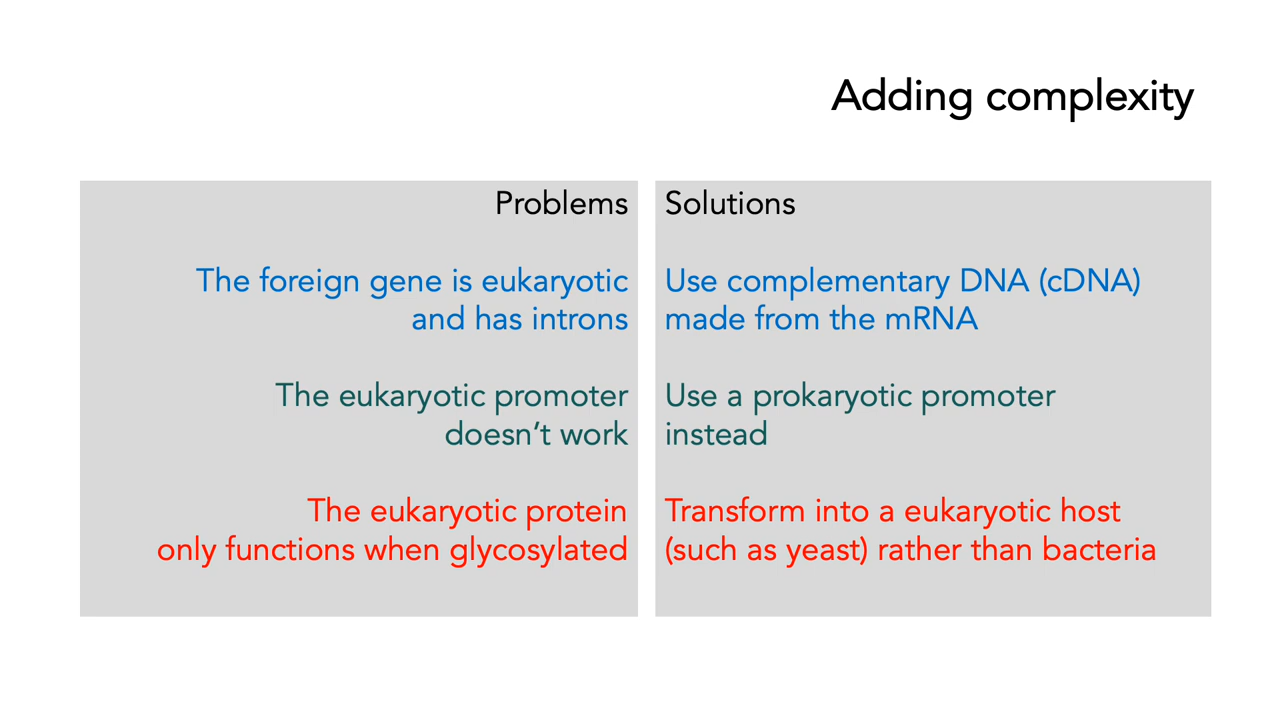 Adding complexity
Problems
The foreign gene is eukaryotic
and has introns
The eukaryotic promoter
doesn’t work
The eukaryotic protein
only functions when glycosylated
Solutions
Use complementary DNA (cDNA)
made from the mRNA
Use a prokaryotic promoter
instead
Transform into a eukaryotic host
(such as yeast) rather than bacteria